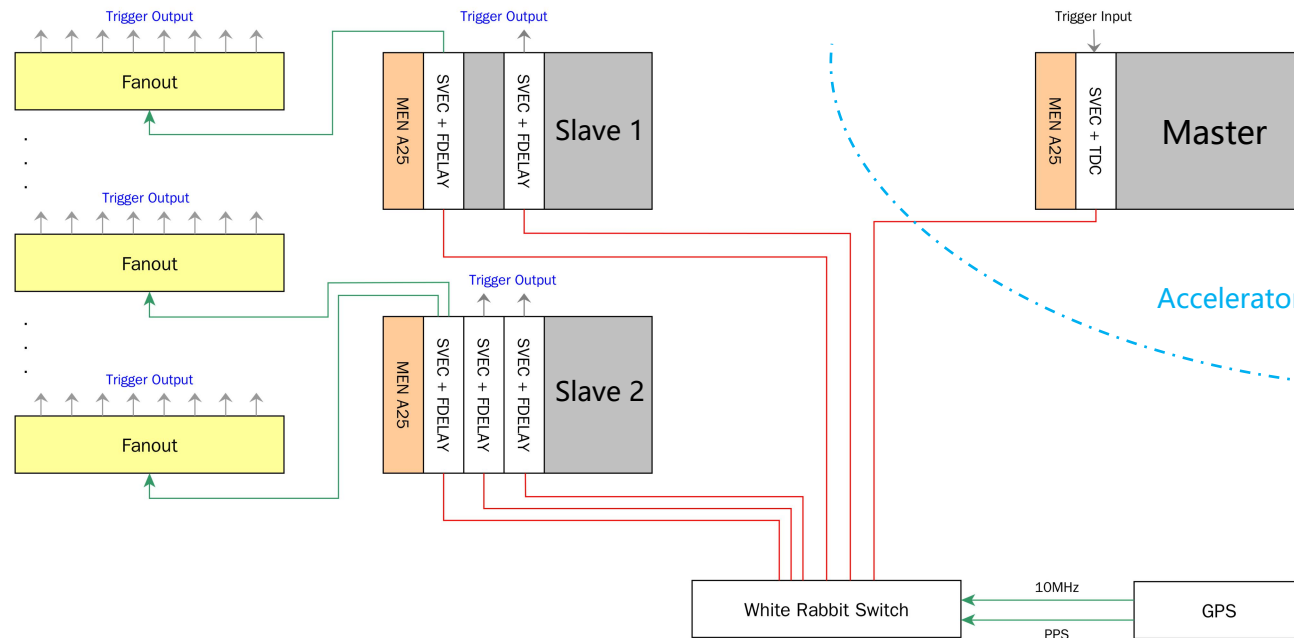 Trigger Output
Trigger Output
Trigger Input
Fanout
MEN A25
SVEC + FDELAY
SVEC + FDELAY
Slave 1
MEN A25
SVEC + TDC
Master
Trigger Output
Fanout
Trigger Output
MEN A25
SVEC + FDELAY
SVEC + FDELAY
SVEC + FDELAY
Slave 2
Accelerator
Trigger Output
Fanout
White Rabbit Switch
10MHz
PPS
GPS